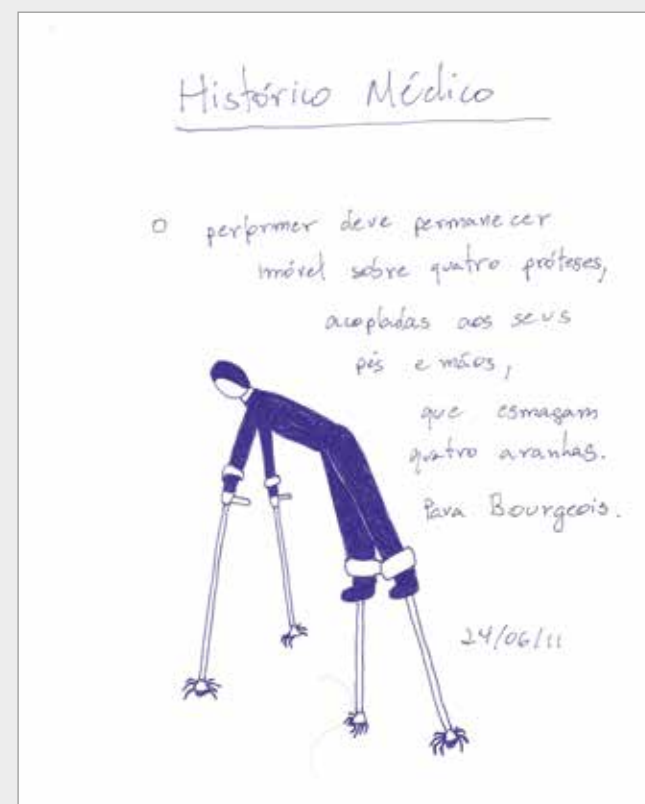 Histórico Médico
O performer deve permanecer
imóvel sobre quatro próteses,
acopladas aos seus
pés e mãos,
que esmagam
quatro aranhas.
Para Bourgeois.
24/06/11